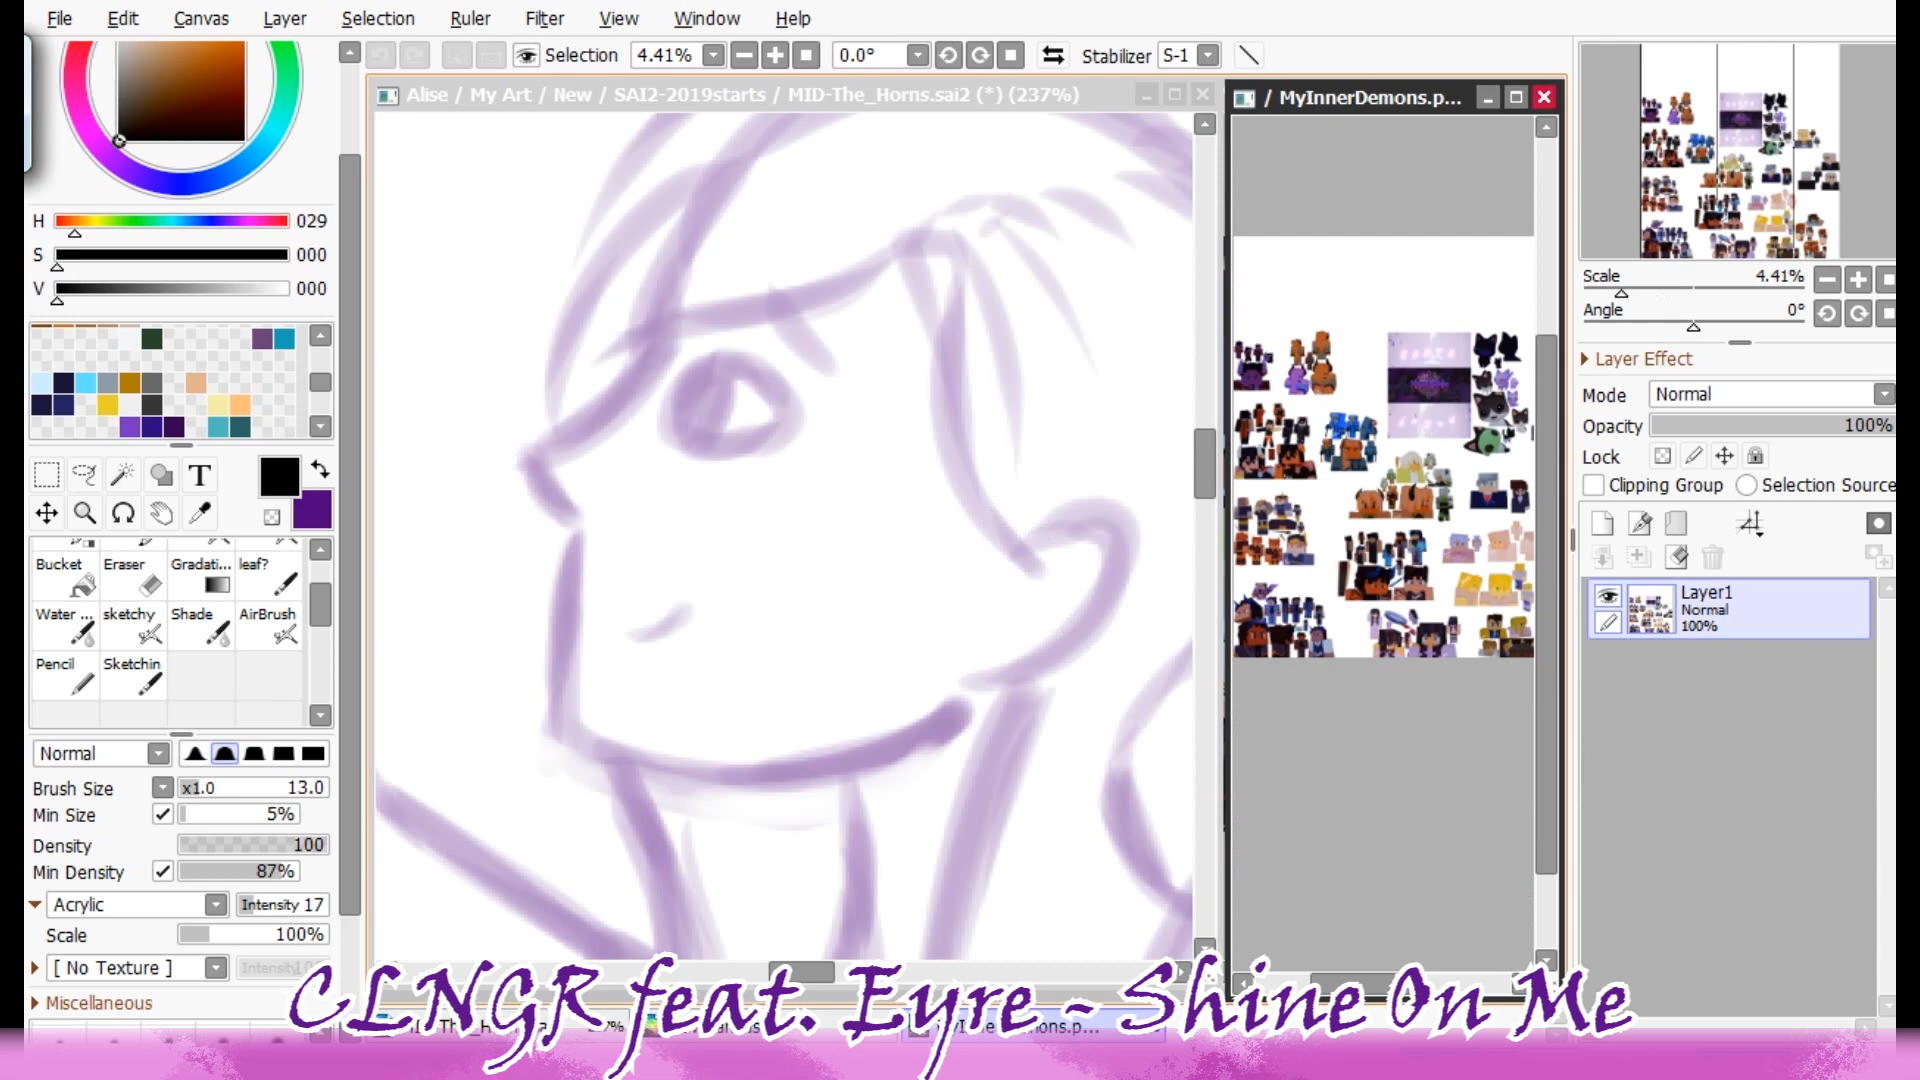 File Edit Canvas Layer Selection Ruler Filter View Window Help
Selection 4.41% 0.0° Stabilizer S-1
Alise / My Art / New / SAI2-2019starts / MID-The_Horns.sai2 (*) (237%)
/ MyInnerDemons.p...
H 029
S 000
V 000
T
Bucket Eraser Gradati... leaf?
Water ... sketchy Shade AirBrush
Pencil Sketchin
Normal
Brush Size x1.0 13.0
Min Size 5%
Density 100
Min Density 87%
Acrylic Intensity 17
Scale 100%
[ No Texture ]
Miscellaneous
Scale 4.41%
Angle 0°
Layer Effect
Mode Normal
Opacity 100%
Lock
Clipping Group Selection Source
Layer1
Normal
100%
CLNGR feat. Eyre - Shine On Me